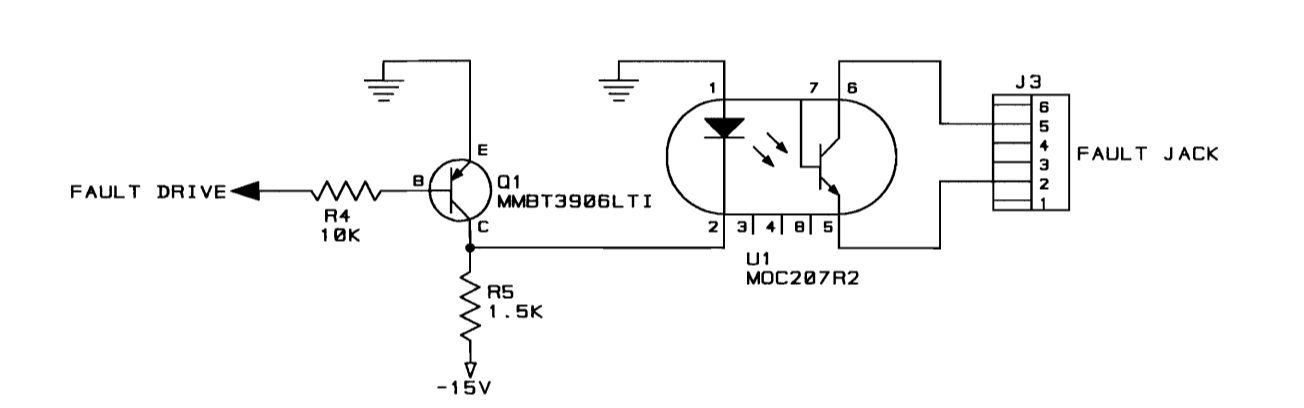 FAULT DRIVE
R4
10K
B
E
C
Q1
MMBT3906LTI
R5
1.5K
-15V
1
7
6
2
3
4
8
5
U1
MOC207R2
J3
6
5
4
3
2
1
FAULT JACK